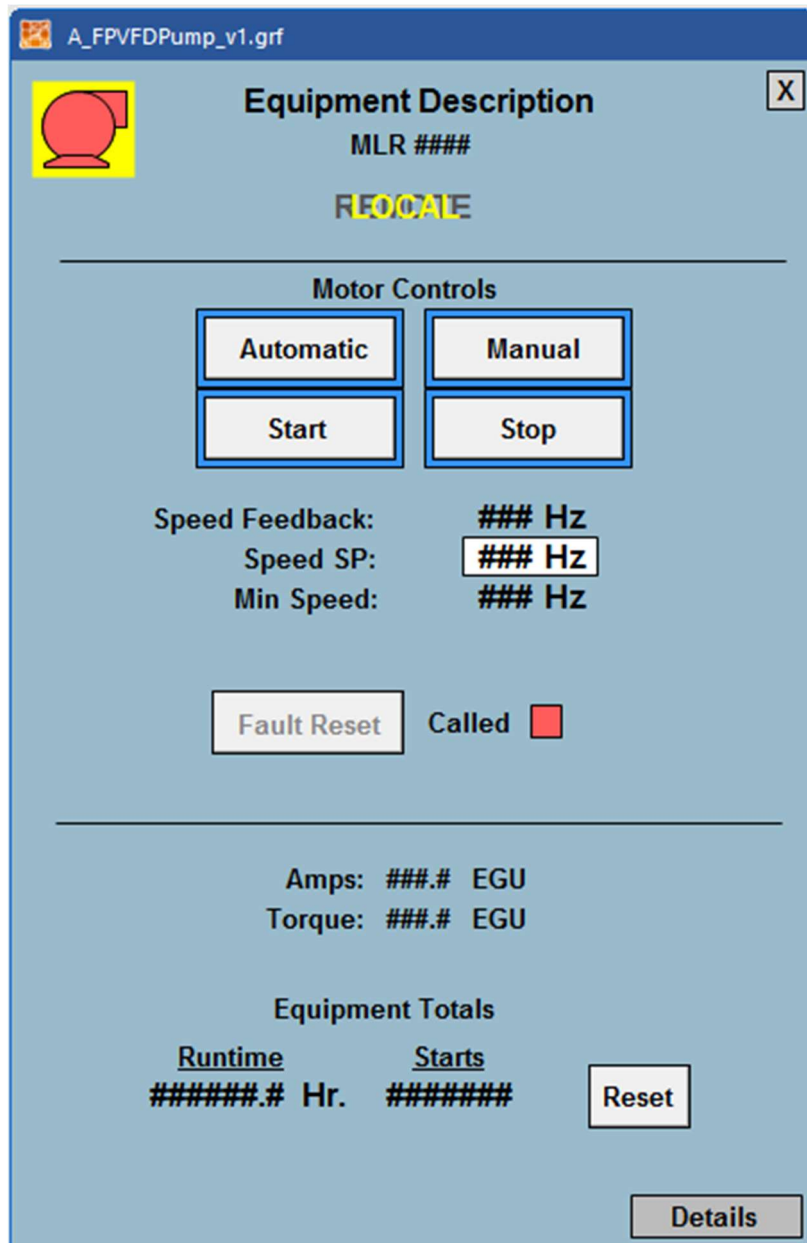 A_FPVFDPump_v1.grf
X
Equipment Description
MLR ####
REMOTE
LOCAL
Motor Controls
Automatic Manual
Start Stop
Speed Feedback: ### Hz
Speed SP: ### Hz
Min Speed: ### Hz
Fault Reset Called
Amps: ###.# EGU
Torque: ###.# EGU
Equipment Totals
Runtime Starts
######.# Hr. ####### Reset
Details